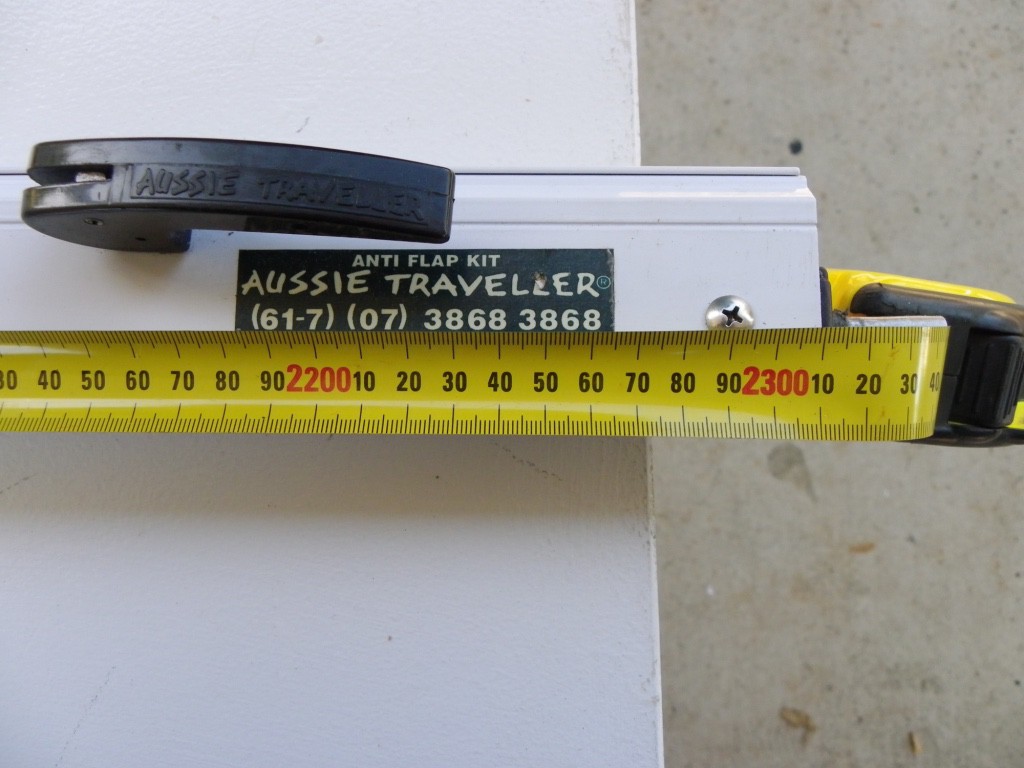 AUSSIE TRAVELLER
ANTI FLAP KIT
AUSSIE TRAVELLER®
(61-7) (07) 3868 3868
30 40 50 60 70 80 90 2200 10 20 30 40 50 60 70 80 90 2300 10 20 30 40